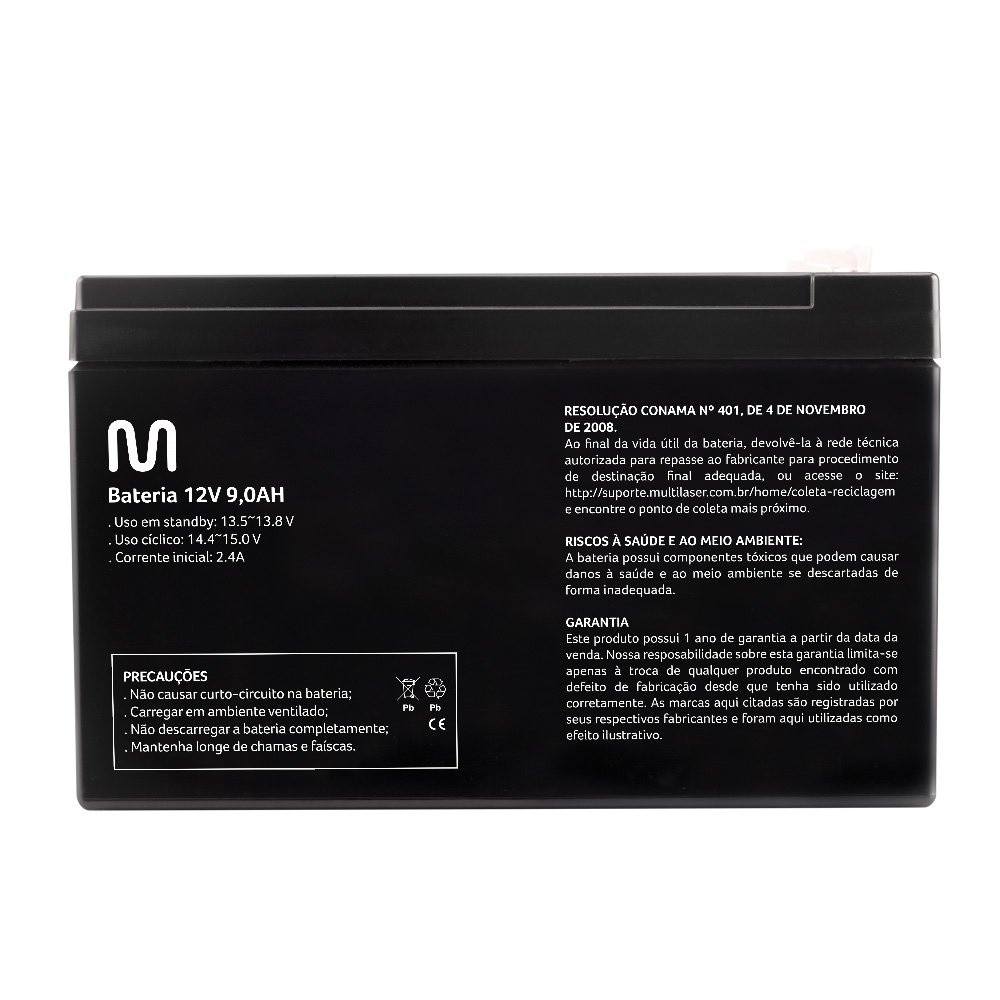 M
Bateria 12V 9,0AH
. Uso em standby: 13.5~13.8 V
. Uso cíclico: 14.4~15.0 V
. Corrente inicial: 2.4A
PRECAUÇÕES
. Não causar curto-circuito na bateria;
. Carregar em ambiente ventilado;
. Não descarregar a bateria completamente;
. Mantenha longe de chamas e faíscas.
Pb Pb
CE
RESOLUÇÃO CONAMA Nº 401, DE 4 DE NOVEMBRO
DE 2008.
Ao final da vida útil da bateria, devolvê-la à rede técnica
autorizada para repasse ao fabricante para procedimento
de destinação final adequada, ou acesse o site:
http://suporte.multilaser.com.br/home/coleta-reciclagem
e encontre o ponto de coleta mais próximo.
RISCOS À SAÚDE E AO MEIO AMBIENTE:
A bateria possui componentes tóxicos que podem causar
danos à saúde e ao meio ambiente se descartadas de
forma inadequada.
GARANTIA
Este produto possui 1 ano de garantia a partir da data da
venda. Nossa resposabilidade sobre esta garantia limita-se
apenas à troca de qualquer produto encontrado com
defeito de fabricação desde que tenha sido utilizado
corretamente. As marcas aqui citadas são registradas por
seus respectivos fabricantes e foram aqui utilizadas como
efeito ilustrativo.